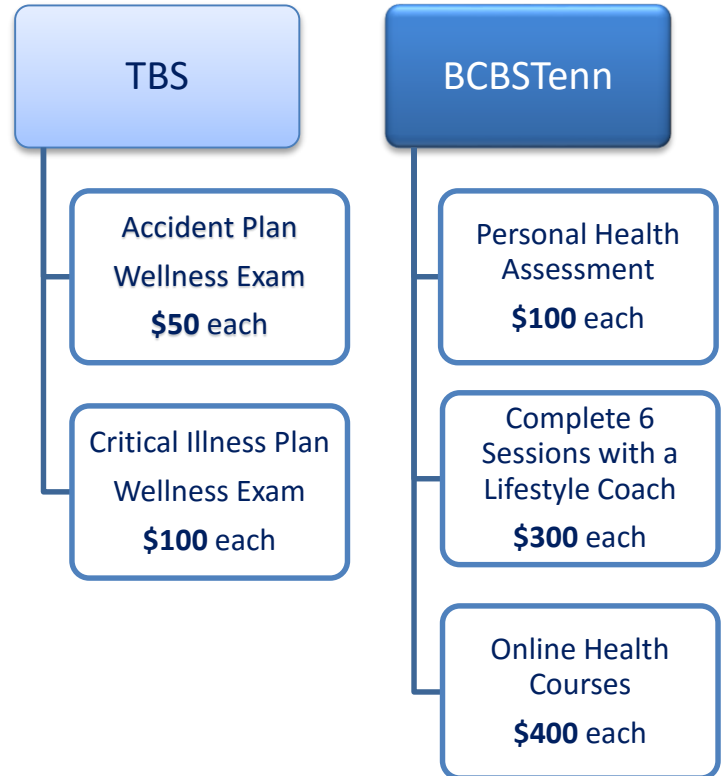 TBS
Accident Plan
Wellness Exam
$50 each
Critical Illness Plan
Wellness Exam
$100 each
BCBSTenn
Personal Health
Assessment
$100 each
Complete 6
Sessions with a
Lifestyle Coach
$300 each
Online Health
Courses
$400 each